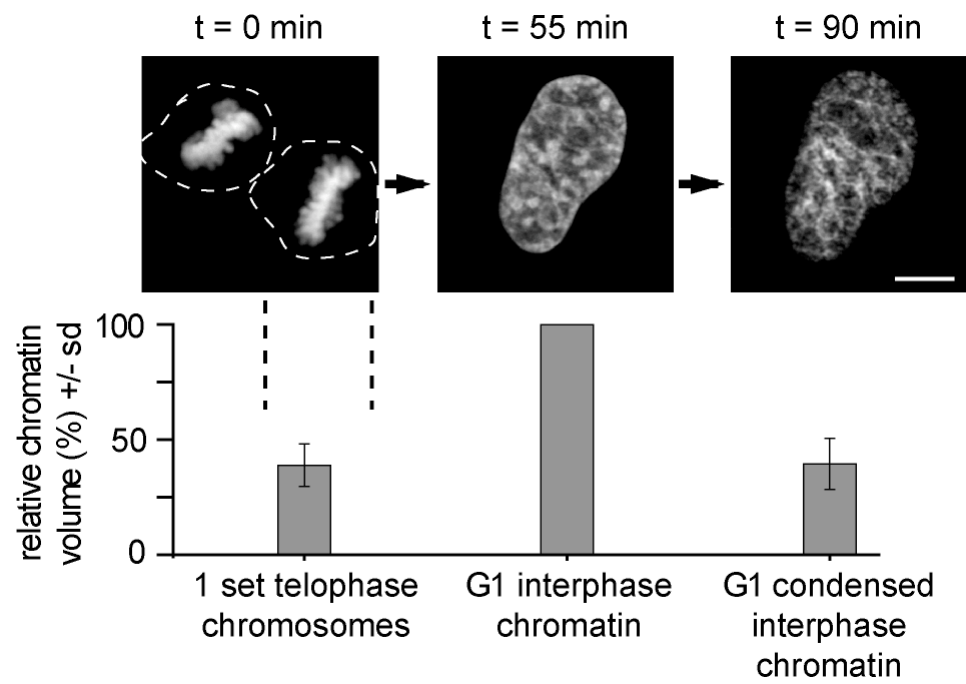 t = 0 min
t = 55 min
t = 90 min
relative chromatin
volume (%) +/- sd
100
50
0
1 set telophase
chromosomes
G1 interphase
chromatin
G1 condensed
interphase
chromatin